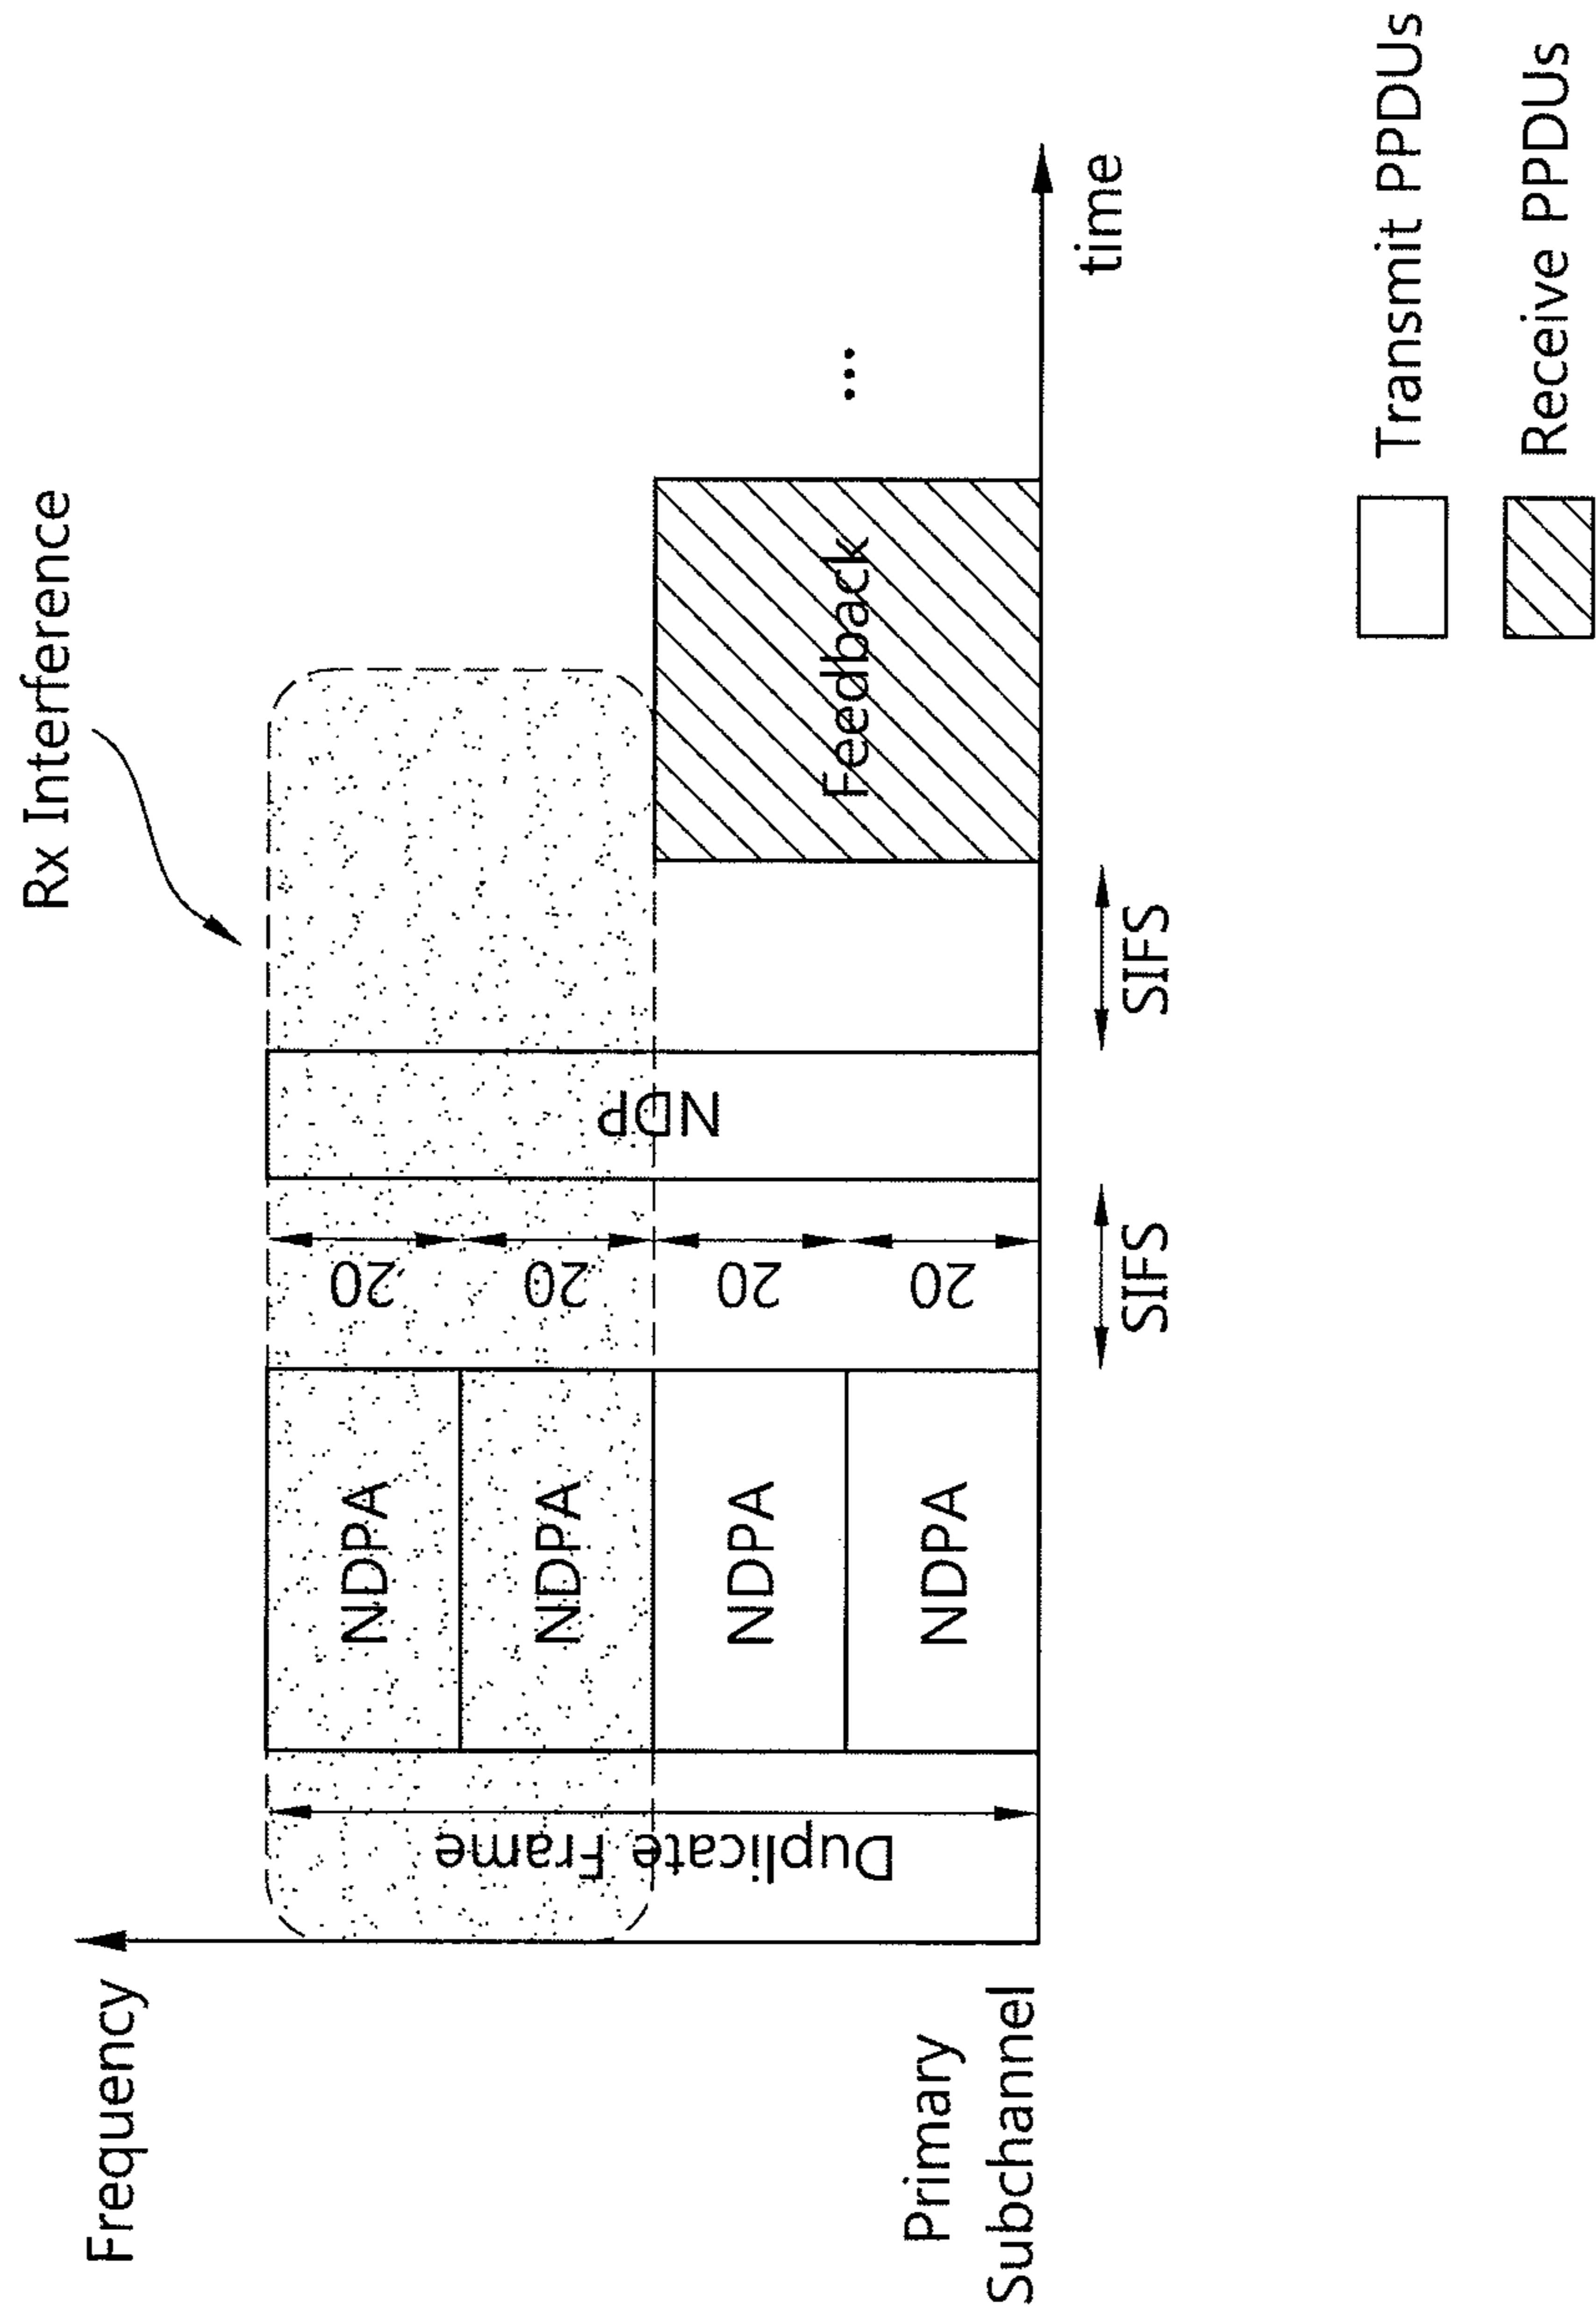 Rx Interference
Frequency
Duplicate Frame
NDPA
NDPA
NDPA
NDPA
20
20
20
20
NDP
Feedback
...
Primary
Subchannel
SIFS
SIFS
time
Transmit PPDUs
Receive PPDUs